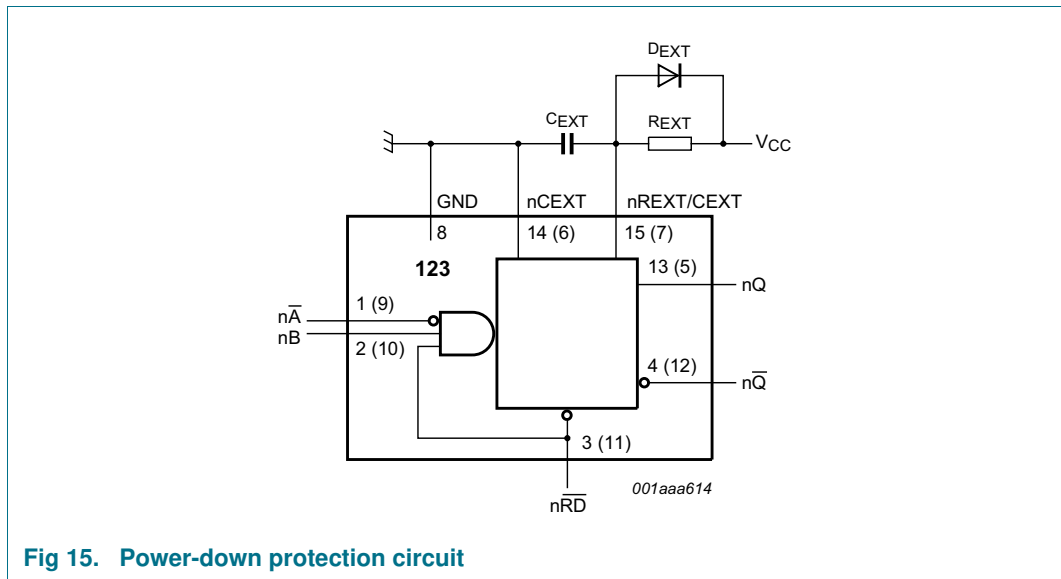 DEXT
CEXT
REXT
VCC
GND
nCEXT
nREXT/CEXT
8
14 (6)
15 (7)
123
13 (5)
nQ
1 (9)
nA̅
nB
2 (10)
4 (12)
nQ̅
3 (11)
001aaa614
nR̅D̅
Fig 15. Power-down protection circuit